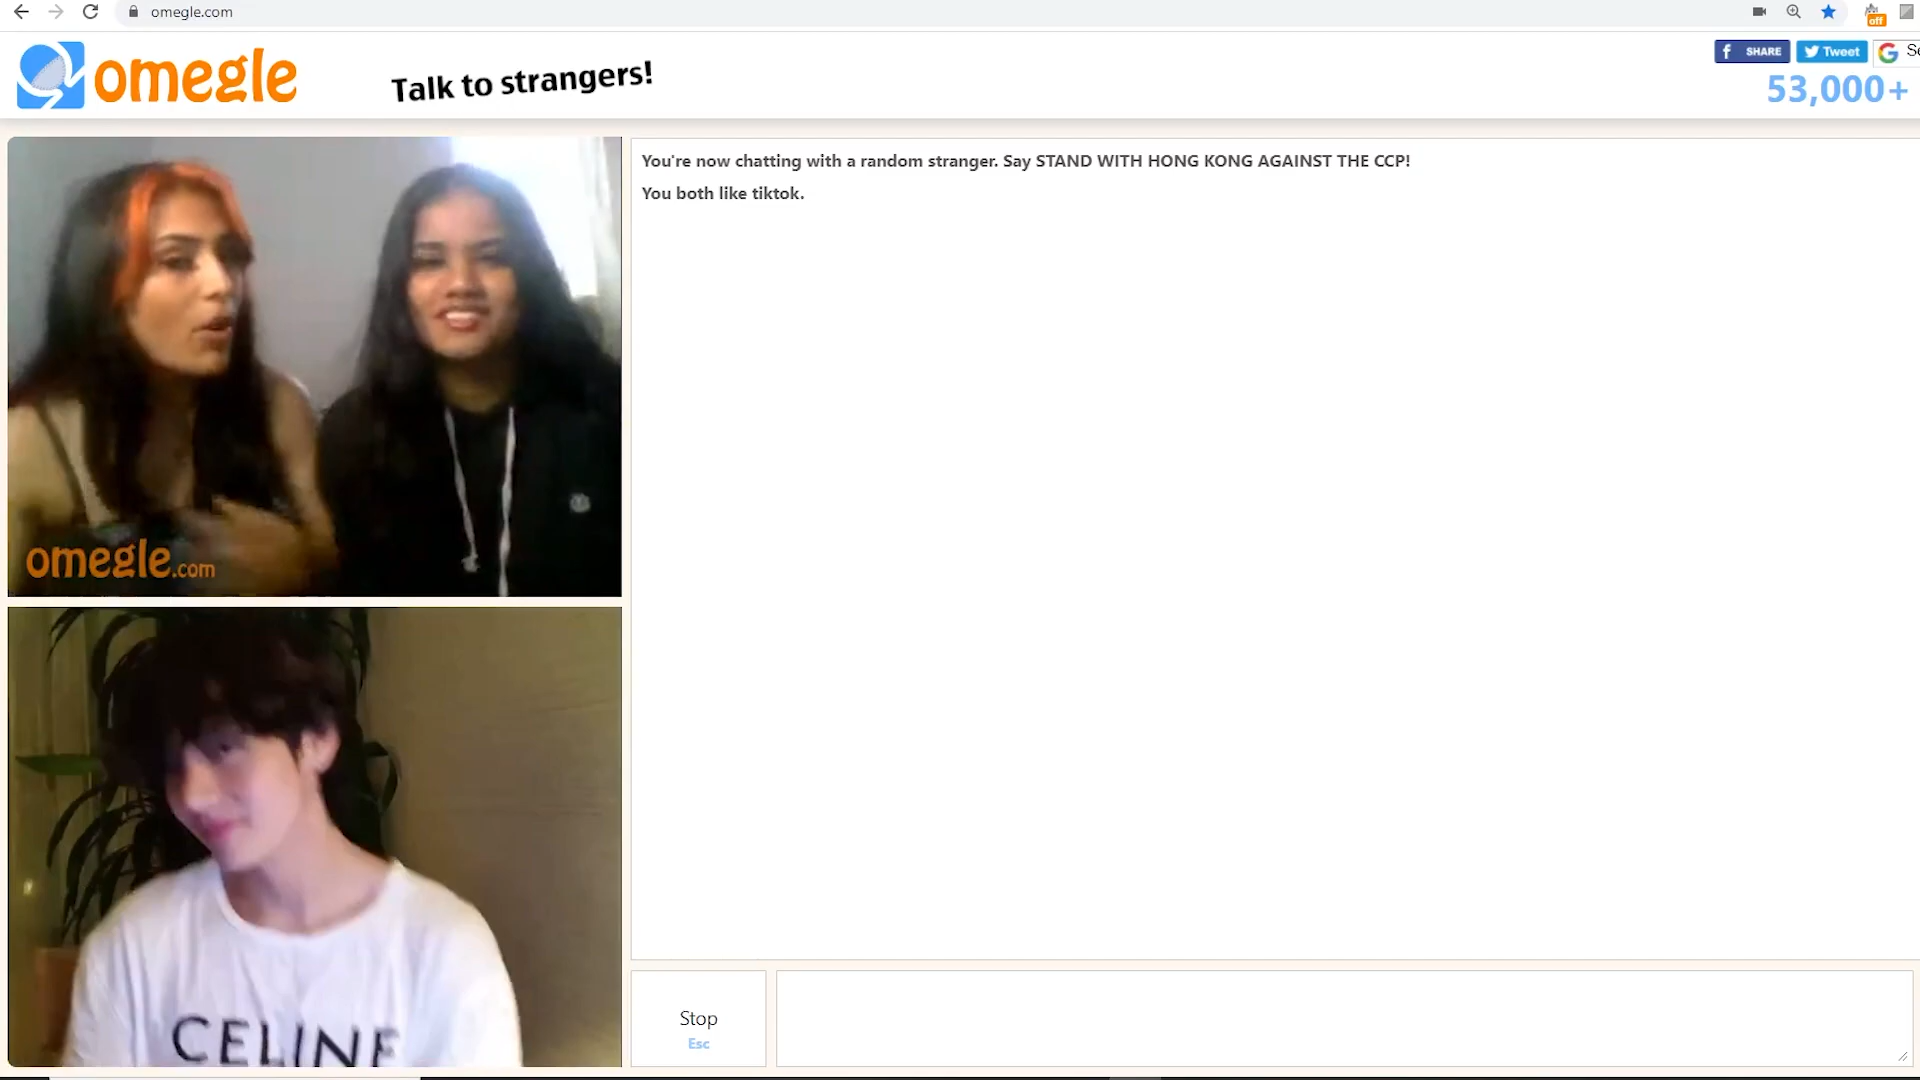 omegle.com
off
omegle
Talk to strangers!
SHARE
Tweet
53,000+
You're now chatting with a random stranger. Say STAND WITH HONG KONG AGAINST THE CCP!
You both like tiktok.
omegle.com
CELINE
Stop
Esc